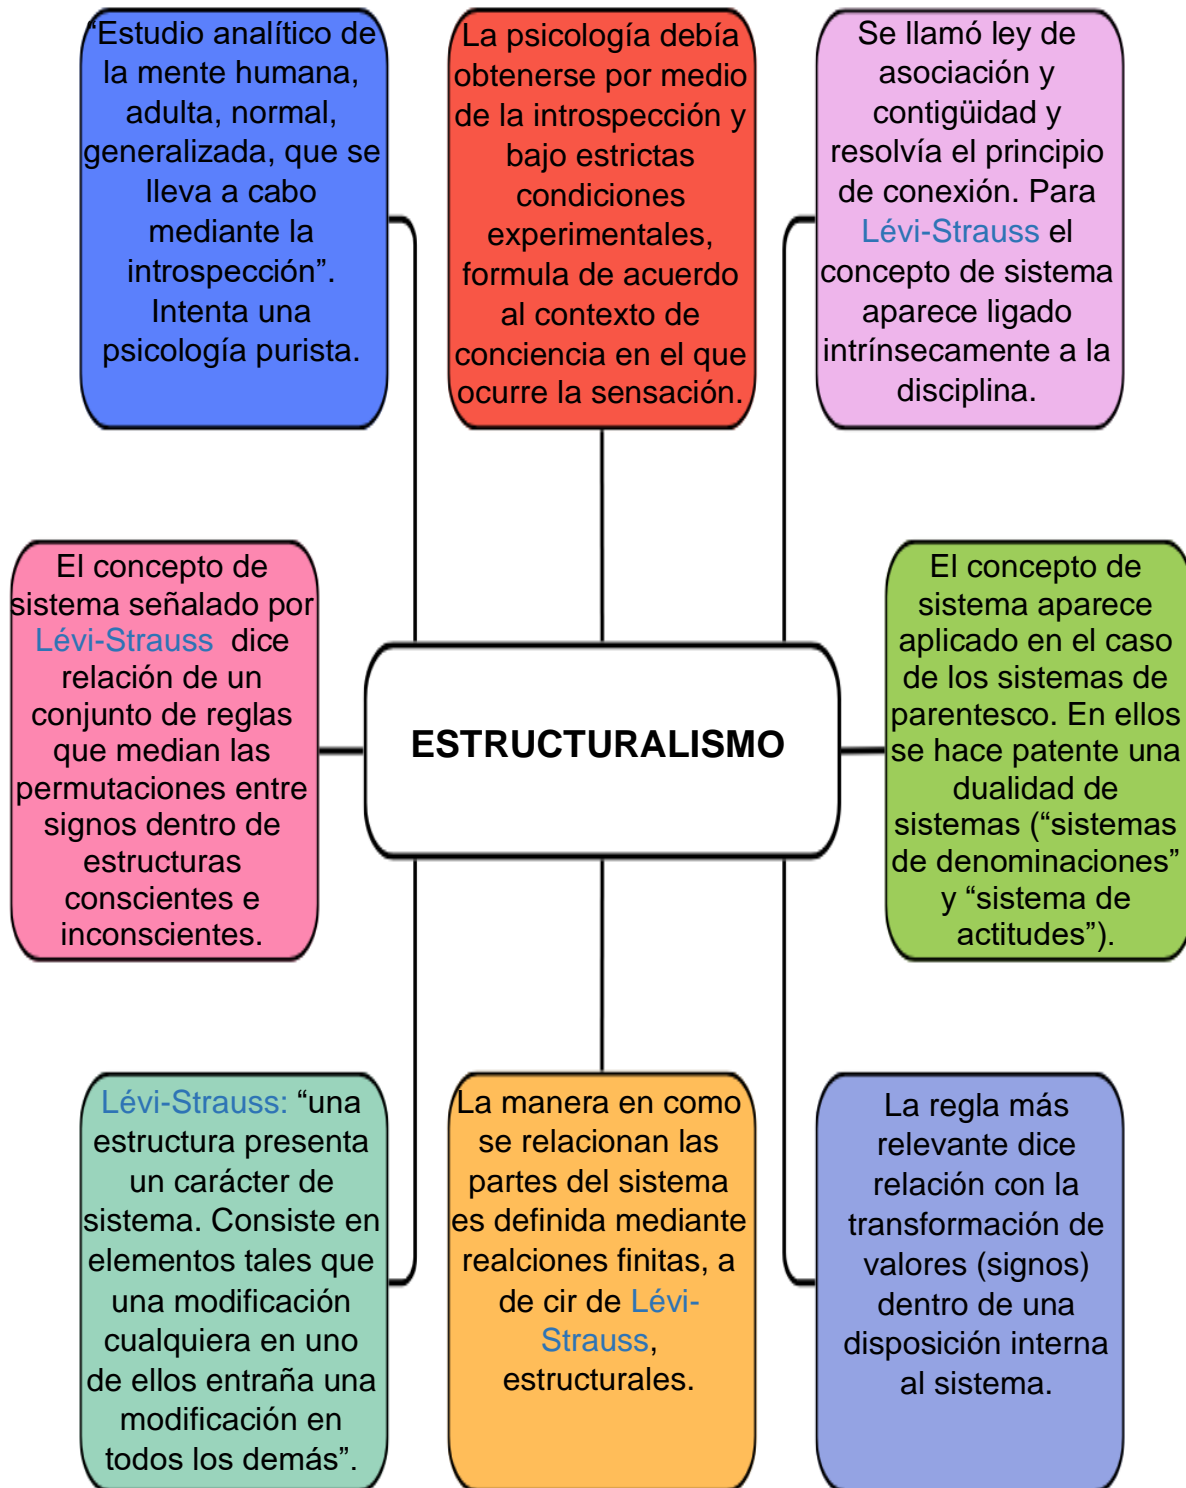 “Estudio analítico de
la mente humana,
adulta, normal,
generalizada, que se
lleva a cabo
mediante la
introspección”.
Intenta una
psicología purista.
La psicología debía
obtenerse por medio
de la introspección y
bajo estrictas
condiciones
experimentales,
formula de acuerdo
al contexto de
conciencia en el que
ocurre la sensación.
Se llamó ley de
asociación y
contigüidad y
resolvía el principio
de conexión. Para
Lévi-Strauss el
concepto de sistema
aparece ligado
intrínsecamente a la
disciplina.
El concepto de
sistema señalado por
Lévi-Strauss dice
relación de un
conjunto de reglas
que median las
permutaciones entre
signos dentro de
estructuras
conscientes e
inconscientes.
ESTRUCTURALISMO
El concepto de
sistema aparece
aplicado en el caso
de los sistemas de
parentesco. En ellos
se hace patente una
dualidad de
sistemas (“sistemas
de denominaciones”
y “sistema de
actitudes”).
Lévi-Strauss: “una
estructura presenta
un carácter de
sistema. Consiste en
elementos tales que
una modificación
cualquiera en uno
de ellos entraña una
modificación en
todos los demás”.
La manera en como
se relacionan las
partes del sistema
es definida mediante
realciones finitas, a
de cir de Lévi-
Strauss,
estructurales.
La regla más
relevante dice
relación con la
transformación de
valores (signos)
dentro de una
disposición interna
al sistema.